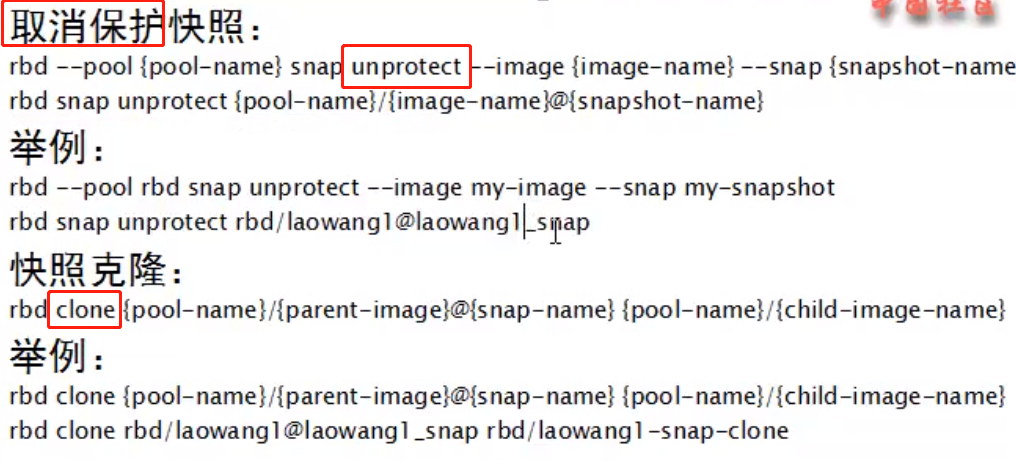 中国社区
取消保护快照：
rbd --pool {pool-name} snap unprotect --image {image-name} --snap {snapshot-name
rbd snap unprotect {pool-name}/{image-name}@{snapshot-name}
举例：
rbd --pool rbd snap unprotect --image my-image --snap my-snapshot
rbd snap unprotect rbd/laowang1@laowang1_snap
快照克隆：
rbd clone {pool-name}/{parent-image}@{snap-name} {pool-name}/{child-image-name}
举例：
rbd clone {pool-name}/{parent-image}@{snap-name} {pool-name}/{child-image-name}
rbd clone rbd/laowang1@laowang1_snap rbd/laowang1-snap-clone